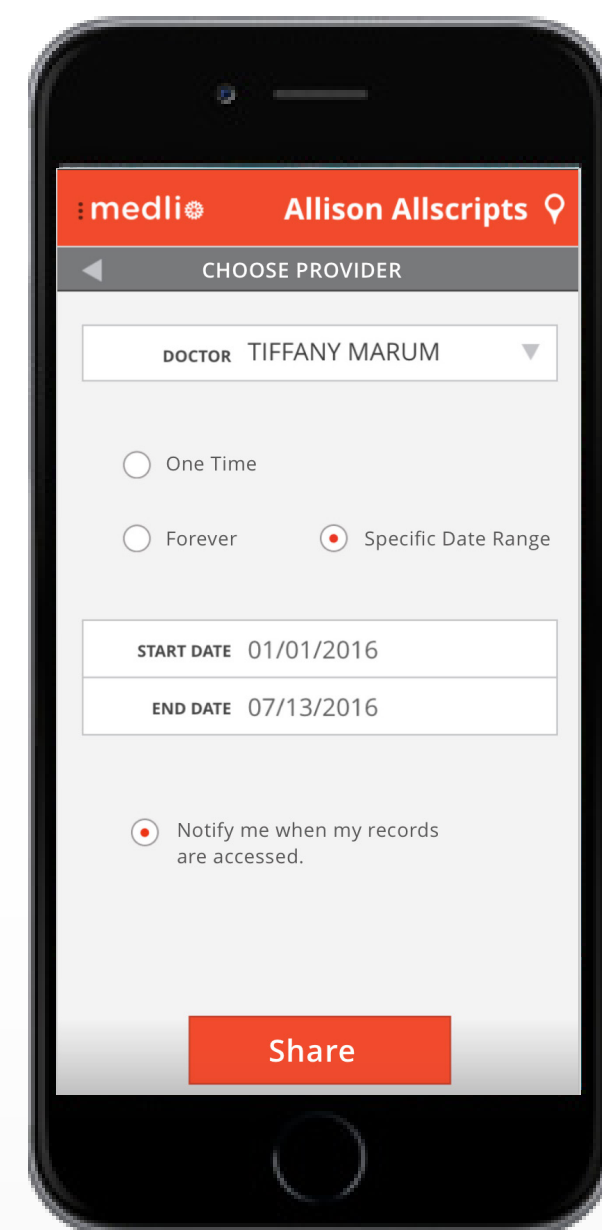 medlio Allison Allscripts
CHOOSE PROVIDER
DOCTOR TIFFANY MARUM
One Time
Forever Specific Date Range
START DATE 01/01/2016
END DATE 07/13/2016
Notify me when my records
are accessed.
Share